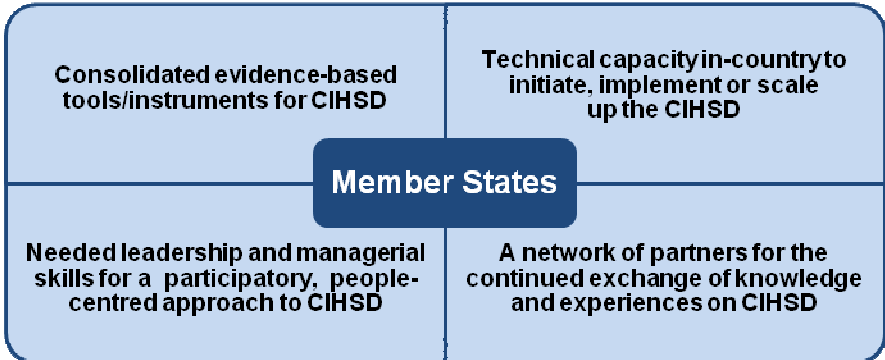 Consolidated evidence-based
tools/instruments for CIHSD
Technical capacity in-country to
initiate, implement or scale
up the CIHSD
Member States
Needed leadership and managerial
skills for a participatory, people-
centred approach to CIHSD
A network of partners for the
continued exchange of knowledge
and experiences on CIHSD